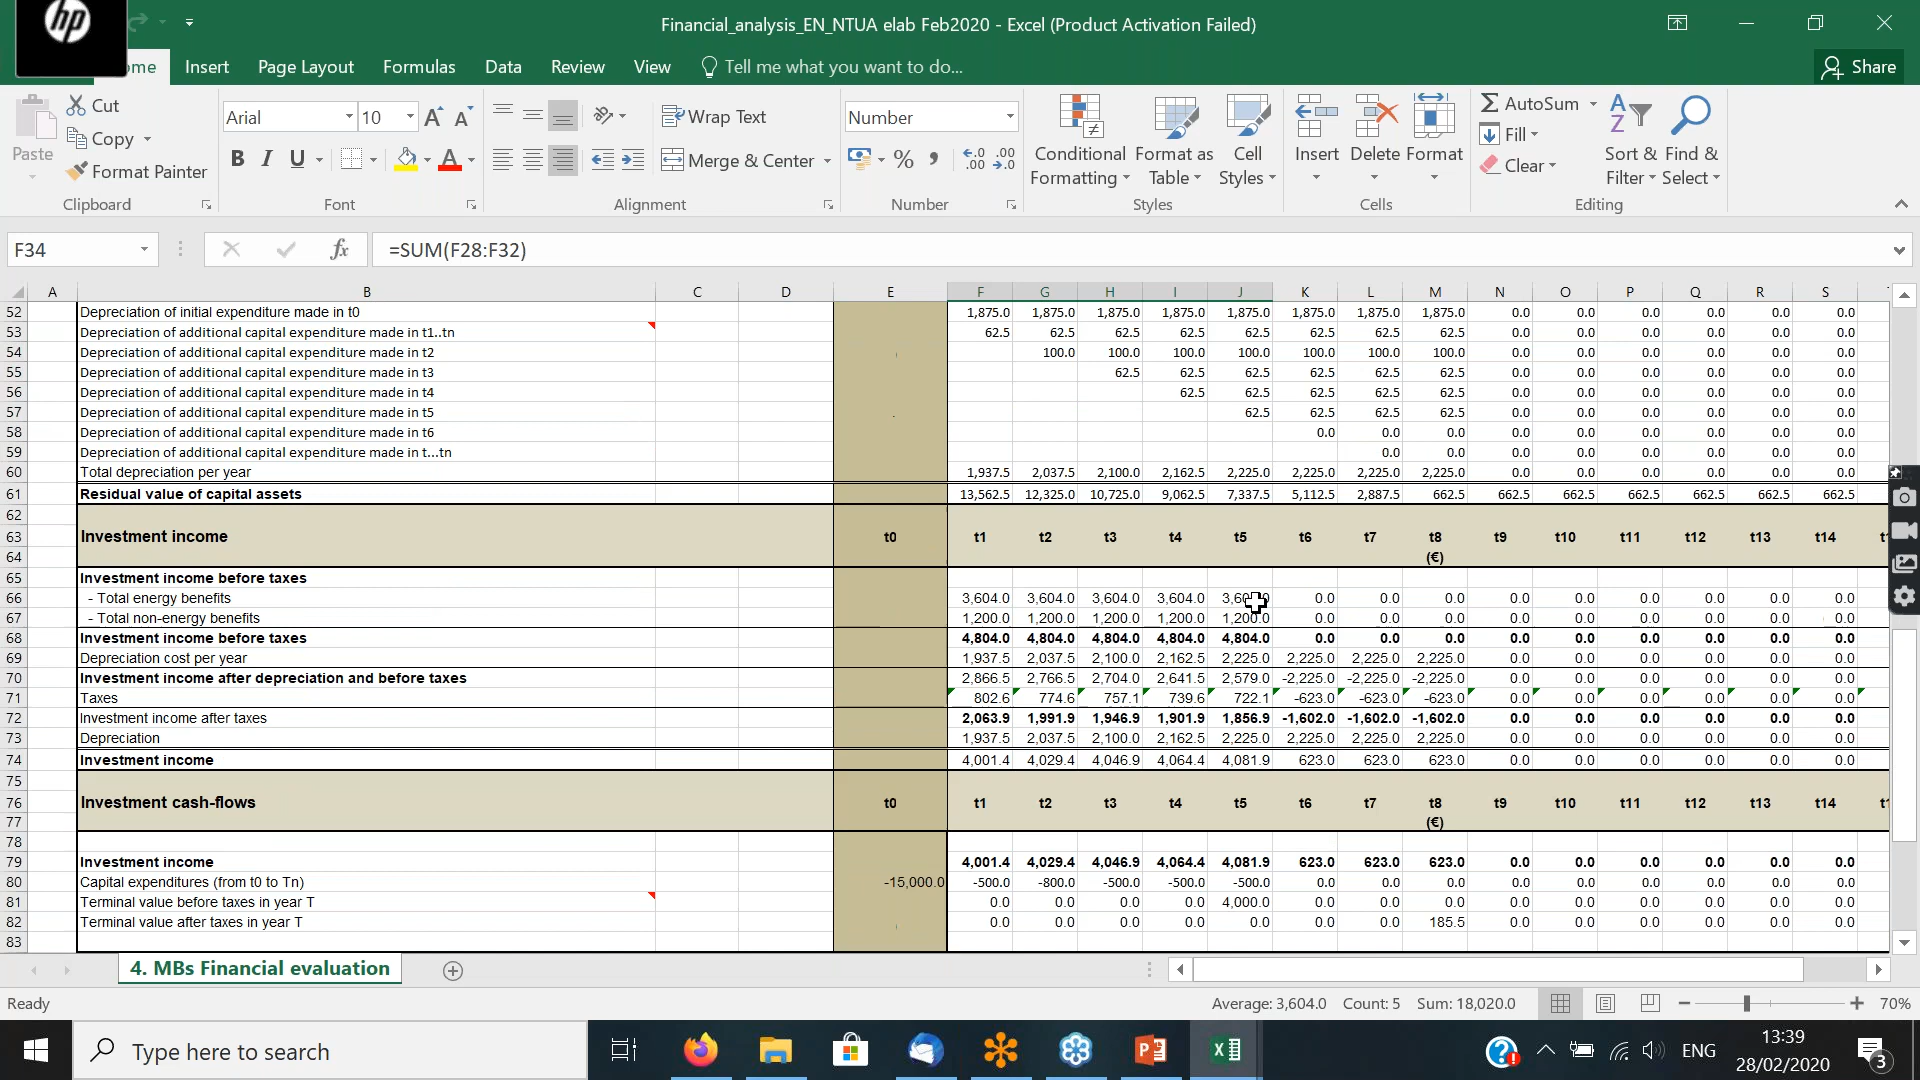 hp
Financial_analysis_EN_NTUA elab Feb2020 - Excel (Product Activation Failed)
Insert Page Layout Formulas Data Review View Tell me what you want to do... Share
Paste Cut Copy Format Painter Clipboard
Arial 10 A A B I U A Font
Wrap Text Merge & Center Alignment
Number % Number
Conditional Formatting Format as Table Cell Styles Styles
Insert Delete Format Cells
AutoSum Fill Clear Sort & Filter Find & Select Editing
F34 fx =SUM(F28:F32)
A B C D E F G H I J K L M N O P Q R S
52 Depreciation of initial expenditure made in t0 1,875.0 1,875.0 1,875.0 1,875.0 1,875.0 1,875.0 1,875.0 1,875.0 0.0 0.0 0.0 0.0 0.0 0.0
53 Depreciation of additional capital expenditure made in t1..tn 62.5 62.5 62.5 62.5 62.5 62.5 62.5 62.5 0.0 0.0 0.0 0.0 0.0 0.0
54 Depreciation of additional capital expenditure made in t2 100.0 100.0 100.0 100.0 100.0 100.0 100.0 0.0 0.0 0.0 0.0 0.0 0.0
55 Depreciation of additional capital expenditure made in t3 62.5 62.5 62.5 62.5 62.5 62.5 0.0 0.0 0.0 0.0 0.0 0.0
56 Depreciation of additional capital expenditure made in t4 62.5 62.5 62.5 62.5 62.5 0.0 0.0 0.0 0.0 0.0 0.0
57 Depreciation of additional capital expenditure made in t5 62.5 62.5 62.5 62.5 0.0 0.0 0.0 0.0 0.0 0.0
58 Depreciation of additional capital expenditure made in t6 0.0 0.0 0.0 0.0 0.0 0.0 0.0 0.0 0.0
59 Depreciation of additional capital expenditure made in t...tn 0.0 0.0 0.0 0.0 0.0 0.0 0.0 0.0
60 Total depreciation per year 1,937.5 2,037.5 2,100.0 2,162.5 2,225.0 2,225.0 2,225.0 2,225.0 0.0 0.0 0.0 0.0 0.0 0.0
61 Residual value of capital assets 13,562.5 12,325.0 10,725.0 9,062.5 7,337.5 5,112.5 2,887.5 662.5 662.5 662.5 662.5 662.5 662.5 662.5
62
63 Investment income t0 t1 t2 t3 t4 t5 t6 t7 t8 t9 t10 t11 t12 t13 t14
64 (€)
65 Investment income before taxes
66 - Total energy benefits 3,604.0 3,604.0 3,604.0 3,604.0 0.0 0.0 0.0 0.0 0.0 0.0 0.0 0.0 0.0
67 - Total non-energy benefits 1,200.0 1,200.0 1,200.0 1,200.0 1,200.0 0.0 0.0 0.0 0.0 0.0 0.0 0.0 0.0 0.0
68 Investment income before taxes 4,804.0 4,804.0 4,804.0 4,804.0 4,804.0 0.0 0.0 0.0 0.0 0.0 0.0 0.0 0.0 0.0
69 Depreciation cost per year 1,937.5 2,037.5 2,100.0 2,162.5 2,225.0 2,225.0 2,225.0 2,225.0 0.0 0.0 0.0 0.0 0.0 0.0
70 Investment income after depreciation and before taxes 2,866.5 2,766.5 2,704.0 2,641.5 2,579.0 -2,225.0 -2,225.0 -2,225.0 0.0 0.0 0.0 0.0 0.0 0.0
71 Taxes 802.6 774.6 757.1 739.6 722.1 -623.0 -623.0 -623.0 0.0 0.0 0.0 0.0 0.0 0.0
72 Investment income after taxes 2,063.9 1,991.9 1,946.9 1,901.9 1,856.9 -1,602.0 -1,602.0 -1,602.0 0.0 0.0 0.0 0.0 0.0 0.0
73 Depreciation 1,937.5 2,037.5 2,100.0 2,162.5 2,225.0 2,225.0 2,225.0 2,225.0 0.0 0.0 0.0 0.0 0.0 0.0
74 Investment income 4,001.4 4,029.4 4,046.9 4,064.4 4,081.9 623.0 623.0 623.0 0.0 0.0 0.0 0.0 0.0 0.0
75
76 Investment cash-flows t0 t1 t2 t3 t4 t5 t6 t7 t8 t9 t10 t11 t12 t13 t14
77 (€)
78
79 Investment income 4,001.4 4,029.4 4,046.9 4,064.4 4,081.9 623.0 623.0 623.0 0.0 0.0 0.0 0.0 0.0 0.0
80 Capital expenditures (from t0 to Tn) -15,000.0 -500.0 -800.0 -500.0 -500.0 -500.0 0.0 0.0 0.0 0.0 0.0 0.0 0.0 0.0 0.0
81 Terminal value before taxes in year T 0.0 0.0 0.0 0.0 4,000.0 0.0 0.0 0.0 0.0 0.0 0.0 0.0 0.0 0.0
82 Terminal value after taxes in year T 0.0 0.0 0.0 0.0 0.0 0.0 0.0 185.5 0.0 0.0 0.0 0.0 0.0 0.0
83
4. MBs Financial evaluation
Ready Average: 3,604.0 Count: 5 Sum: 18,020.0 70%
Type here to search ENG 13:39
28/02/2020 3